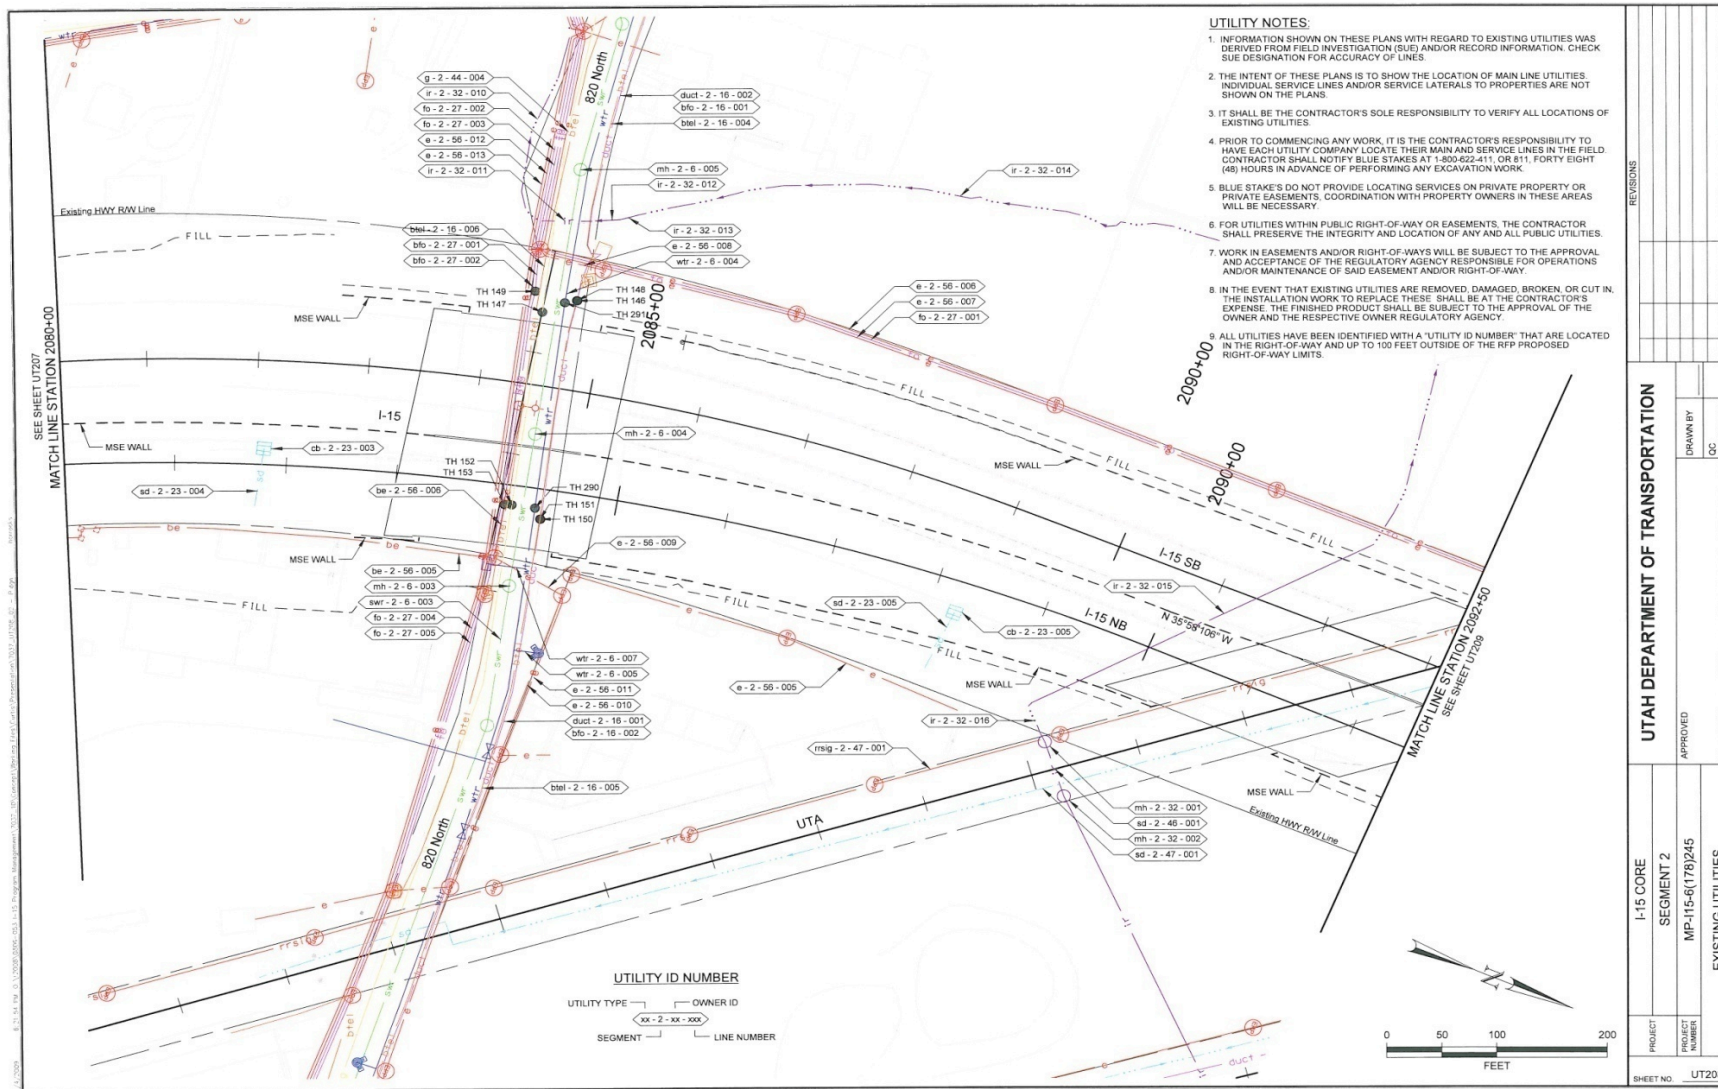 UTILITY NOTES:
1. INFORMATION SHOWN ON THESE PLANS WITH REGARD TO EXISTING UTILITIES WAS
DERIVED FROM FIELD INVESTIGATION (SUE) AND/OR RECORD INFORMATION. CHECK
SUE DESIGNATION FOR ACCURACY OF LINES.
2. THE INTENT OF THESE PLANS IS TO SHOW THE LOCATION OF MAIN LINE UTILITIES.
INDIVIDUAL SERVICE LINES AND/OR SERVICE LATERALS TO PROPERTIES ARE NOT
SHOWN ON THE PLANS.
3. IT SHALL BE THE CONTRACTOR'S SOLE RESPONSIBILITY TO VERIFY ALL LOCATIONS OF
EXISTING UTILITIES.
4. PRIOR TO COMMENCING ANY WORK, IT IS THE CONTRACTOR'S RESPONSIBILITY TO
HAVE EACH UTILITY COMPANY LOCATE THEIR MAIN AND SERVICE LINES IN THE FIELD.
CONTRACTOR SHALL NOTIFY BLUE STAKES AT 1-800-622-411, OR 811, FORTY EIGHT
(48) HOURS IN ADVANCE OF PERFORMING ANY EXCAVATION WORK.
5. BLUE STAKE'S DO NOT PROVIDE LOCATING SERVICES ON PRIVATE PROPERTY OR
PRIVATE EASEMENTS, COORDINATION WITH PROPERTY OWNERS IN THESE AREAS
WILL BE NECESSARY.
6. FOR UTILITIES WITHIN PUBLIC RIGHT-OF-WAY OR EASEMENTS, THE CONTRACTOR
SHALL PRESERVE THE INTEGRITY AND LOCATION OF ANY AND ALL PUBLIC UTILITIES.
7. WORK IN EASEMENTS AND/OR RIGHT-OF-WAYS WILL BE SUBJECT TO THE APPROVAL
AND ACCEPTANCE OF THE REGULATORY AGENCY RESPONSIBLE FOR OPERATIONS
AND/OR MAINTENANCE OF SAID EASEMENT AND/OR RIGHT-OF-WAY.
8. IN THE EVENT THAT EXISTING UTILITIES ARE REMOVED, DAMAGED, BROKEN, OR CUT IN,
THE INSTALLATION WORK TO REPLACE THESE SHALL BE AT THE CONTRACTOR'S
EXPENSE. THE FINISHED PRODUCT SHALL BE SUBJECT TO THE APPROVAL OF THE
OWNER AND THE RESPECTIVE OWNER REGULATORY AGENCY.
9. ALL UTILITIES HAVE BEEN IDENTIFIED WITH A "UTILITY ID NUMBER" THAT ARE LOCATED
IN THE RIGHT-OF-WAY AND UP TO 100 FEET OUTSIDE OF THE RFP PROPOSED
RIGHT-OF-WAY LIMITS.
g - 2 - 44 - 004
ir - 2 - 32 - 010
fo - 2 - 27 - 002
fo - 2 - 27 - 003
e - 2 - 56 - 012
e - 2 - 56 - 013
ir - 2 - 32 - 011
820 North
duct - 2 - 16 - 002
bfo - 2 - 16 - 001
btel - 2 - 16 - 004
mh - 2 - 6 - 005
ir - 2 - 32 - 012
ir - 2 - 32 - 014
ir - 2 - 32 - 013
e - 2 - 56 - 008
wtr - 2 - 6 - 004
btel - 2 - 16 - 006
bfo - 2 - 27 - 001
bfo - 2 - 27 - 002
Existing HWY R/W Line
FILL
TH 149
TH 147
TH 148
TH 146
TH 291
2085+00
MSE WALL
e - 2 - 56 - 006
e - 2 - 56 - 007
fo - 2 - 27 - 001
SEE SHEET UT207
MATCH LINE STATION 2080+00
I-15
MSE WALL
cb - 2 - 23 - 003
sd - 2 - 23 - 004
sd
mh - 2 - 6 - 004
TH 152
TH 153
be - 2 - 56 - 006
TH 290
TH 151
TH 150
FILL
2090+00
2090+00
MSE WALL
FILL
FILL
I-15 SB
I-15 NB
N 35°58'106" W
ir - 2 - 32 - 015
be
be
MSE WALL
be - 2 - 56 - 005
mh - 2 - 6 - 003
swr - 2 - 6 - 003
fo - 2 - 27 - 004
fo - 2 - 27 - 005
FILL
e - 2 - 56 - 009
FILL
sd - 2 - 23 - 005
cb - 2 - 23 - 005
FILL
MSE WALL
wtr - 2 - 6 - 007
wtr - 2 - 6 - 005
e - 2 - 56 - 011
e - 2 - 56 - 010
duct - 2 - 16 - 001
bfo - 2 - 16 - 002
btel - 2 - 16 - 005
e - 2 - 56 - 005
ir - 2 - 32 - 016
rrsig - 2 - 47 - 001
rrsig
MATCH LINE STATION 2092+50
SEE SHEET UT209
MSE WALL
Existing HWY R/W Line
mh - 2 - 32 - 001
sd - 2 - 46 - 001
mh - 2 - 32 - 002
sd - 2 - 47 - 001
UTA
820 North
UTILITY ID NUMBER
UTILITY TYPE
OWNER ID
xx - 2 - xx - xxx
SEGMENT
LINE NUMBER
N
0 50 100 200
FEET
REVISIONS
UTAH DEPARTMENT OF TRANSPORTATION
DRAWN BY
QC
APPROVED
I-15 CORE
SEGMENT 2
MP-I15-6(178)245
EXISTING UTILITIES
PROJECT
PROJECT NUMBER
SHEET NO.